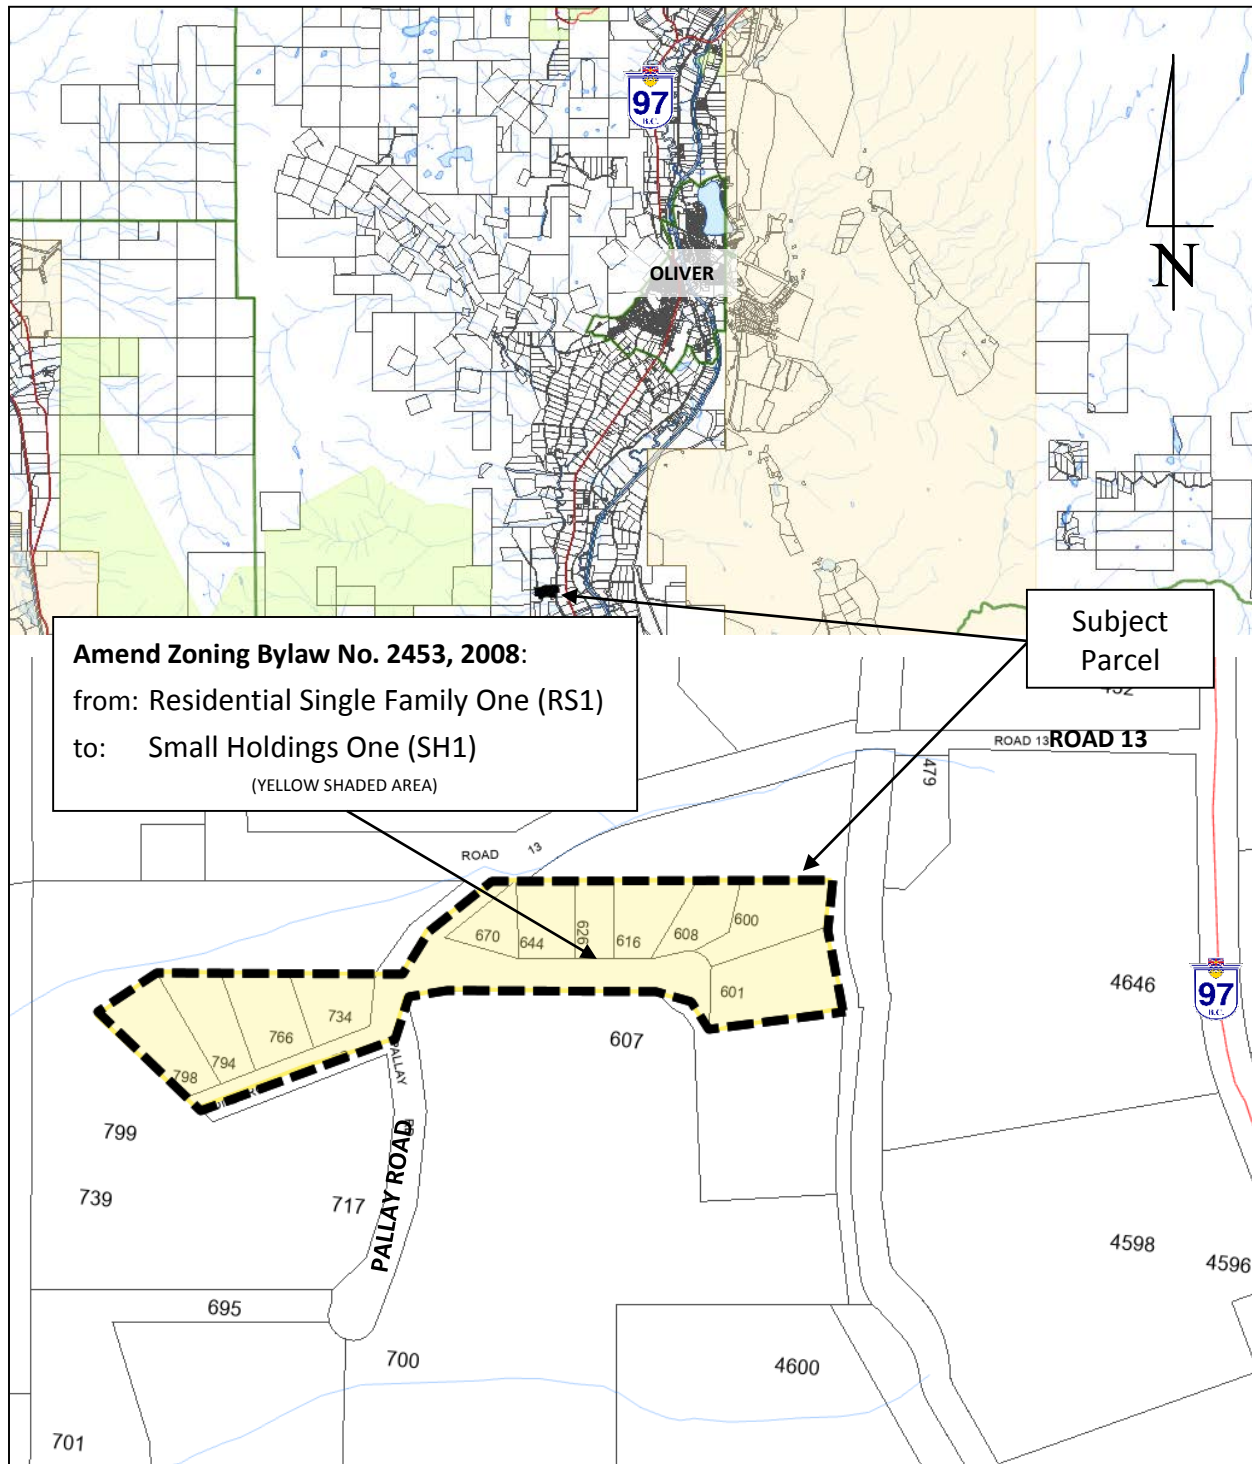 97
B.C.
OLIVER
N
Subject
Parcel
Amend Zoning Bylaw No. 2453, 2008:
from: Residential Single Family One (RS1)
to: Small Holdings One (SH1)
(YELLOW SHADED AREA)
ROAD 13
ROAD 13
479
ROAD 13
670
644
626
616
608
600
601
734
766
794
798
4646
97
B.C.
607
PALLAY
799
739
717
PALLAY ROAD
695
700
4600
4598
4596
701